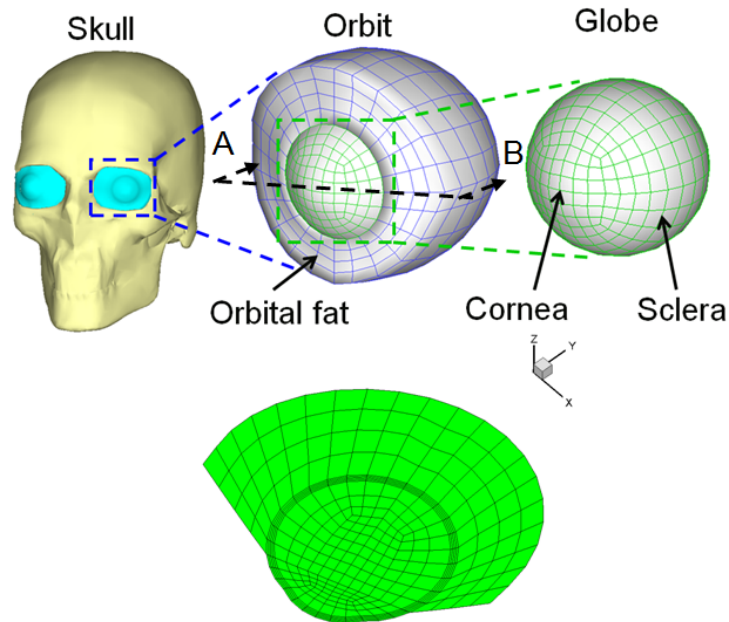 Skull
Orbit
Globe
A
B
Orbital fat
Cornea
Sclera
Z
Y
X